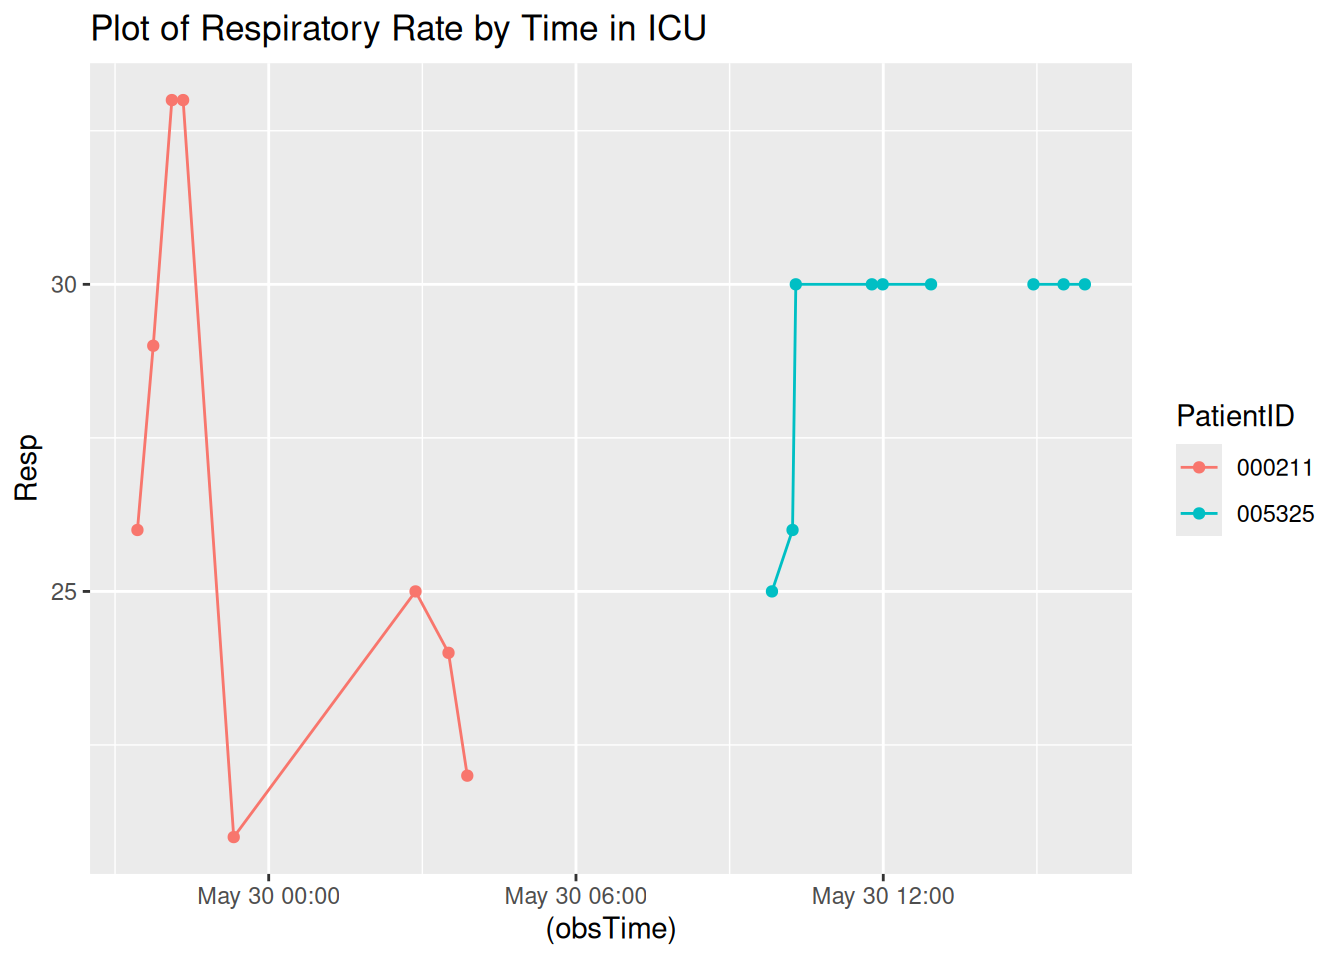 Plot of Respiratory Rate by Time in ICU
Resp
30
25
May 30 00:00
May 30 06:00
May 30 12:00
(obsTime)
PatientID
000211
005325